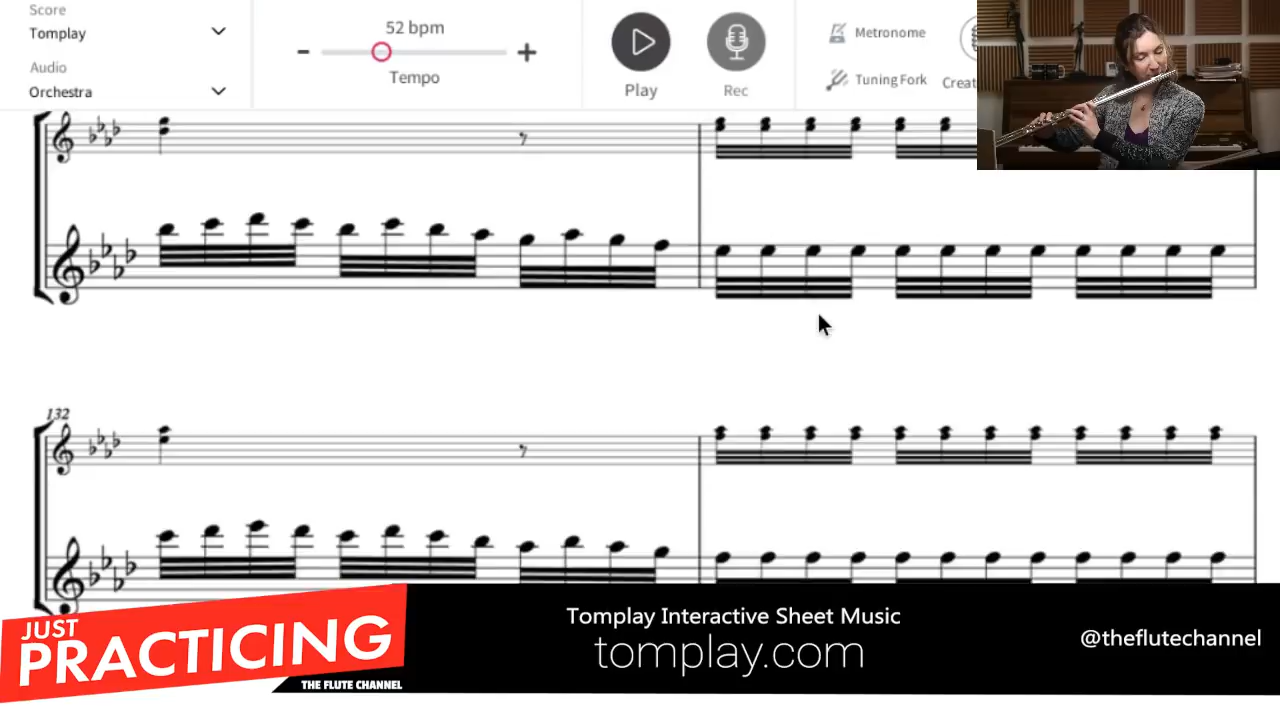 Score
Tomplay
Audio
Orchestra
52 bpm
Tempo
Play
Rec
Metronome
Tuning Fork
Creat
132
JUST
PRACTICING
THE FLUTE CHANNEL
Tomplay Interactive Sheet Music
tomplay.com
@theflutechannel